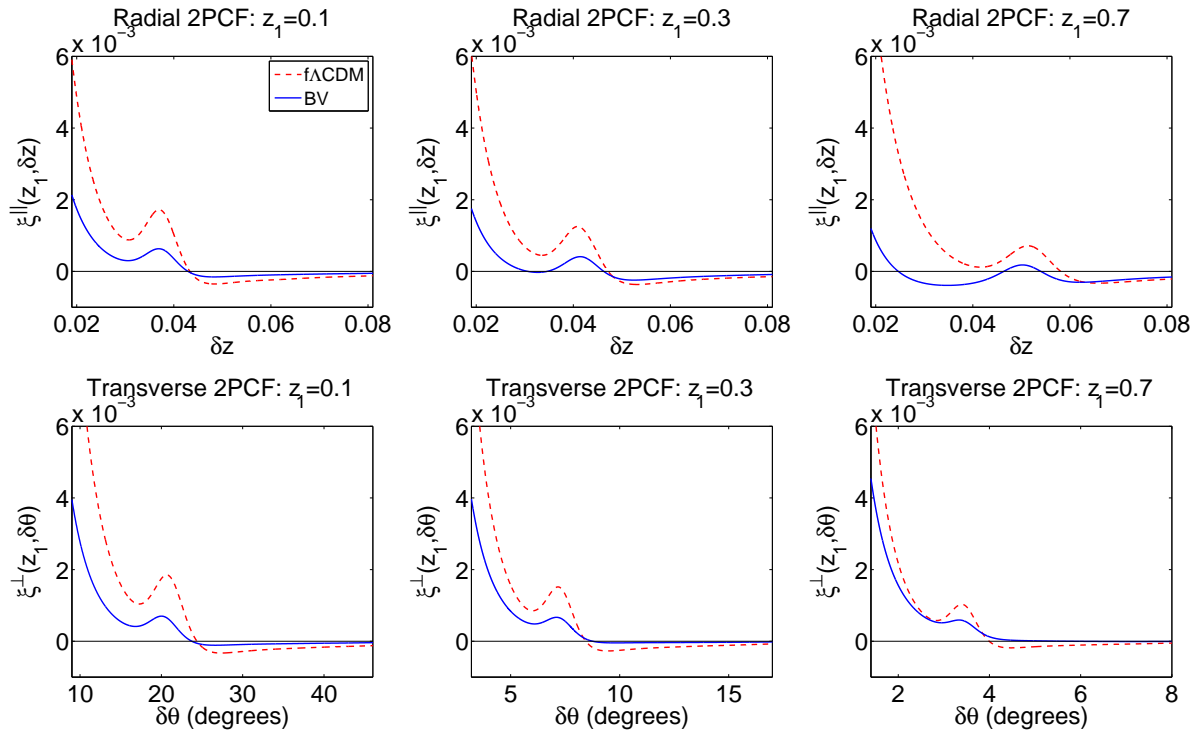 Radial 2PCF: z₁=0.1
x 10⁻³
6
4
2
0
0.02 0.04 0.06 0.08
ξ||(z₁,δz)
δz
fΛCDM
BV
Radial 2PCF: z₁=0.3
x 10⁻³
6
4
2
0
0.02 0.04 0.06 0.08
ξ||(z₁,δz)
δz
Radial 2PCF: z₁=0.7
x 10⁻³
6
4
2
0
0.02 0.04 0.06 0.08
ξ||(z₁,δz)
δz
Transverse 2PCF: z₁=0.1
x 10⁻³
6
4
2
0
10 20 30 40
ξ⊥(z₁,δθ)
δθ (degrees)
Transverse 2PCF: z₁=0.3
x 10⁻³
6
4
2
0
5 10 15
ξ⊥(z₁,δθ)
δθ (degrees)
Transverse 2PCF: z₁=0.7
x 10⁻³
6
4
2
0
2 4 6 8
ξ⊥(z₁,δθ)
δθ (degrees)